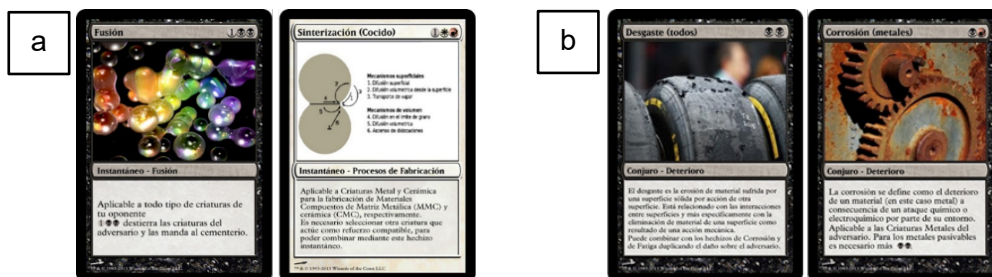 a
Fusión 1
Instantáneo - Fusión
Aplicable a todo tipo de criaturas de
tu oponente
destierra las criaturas del
adversario y las manda al cementerio.
Sinterización (Cocido) 1
Mecanismos superficiales
1. Difusión superficial
2. Difusión volumetrica desde la superficie
3. Transporte de vapor
Mecanismos de volumen
4. Difusión en el limite de grano
5. Difusión volumetrica
6. Ascenso de dislocaciones
Instantáneo - Procesos de Fabricación
Aplicable a Criaturas Metal y Cerámica
para la fabricación de Materiales
Compuestos de Matriz Metálica (MMC) y
cerámica (CMC), respectivamente.
Es necesario seleccionar otra criatura que
actúe como refuerzo compatible, para
poder combinar mediante este hechizo
instantáneo.
b
Desgaste (todos)
Conjuro - Deterioro
El desgaste es la erosión de material sufrida por
una superficie sólida por acción de otra
superficie. Está relacionado con las interacciones
entre superficies y más específicamente con la
eliminación de material de una superficie como
resultado de una acción mecánica.
Puede combinar con los hechizos de Corrosión y
de Fatiga duplicando el daño sobre el adversario.
Corrosión (metales)
Conjuro - Deterioro
La corrosión se define como el deterioro
de un material (en este caso metal) a
consecuencia de un ataque químico o
electroquímico por parte de su entorno.
Aplicable a las Criaturas Metales del
adversario. Para los metales pasivables
es necesario más